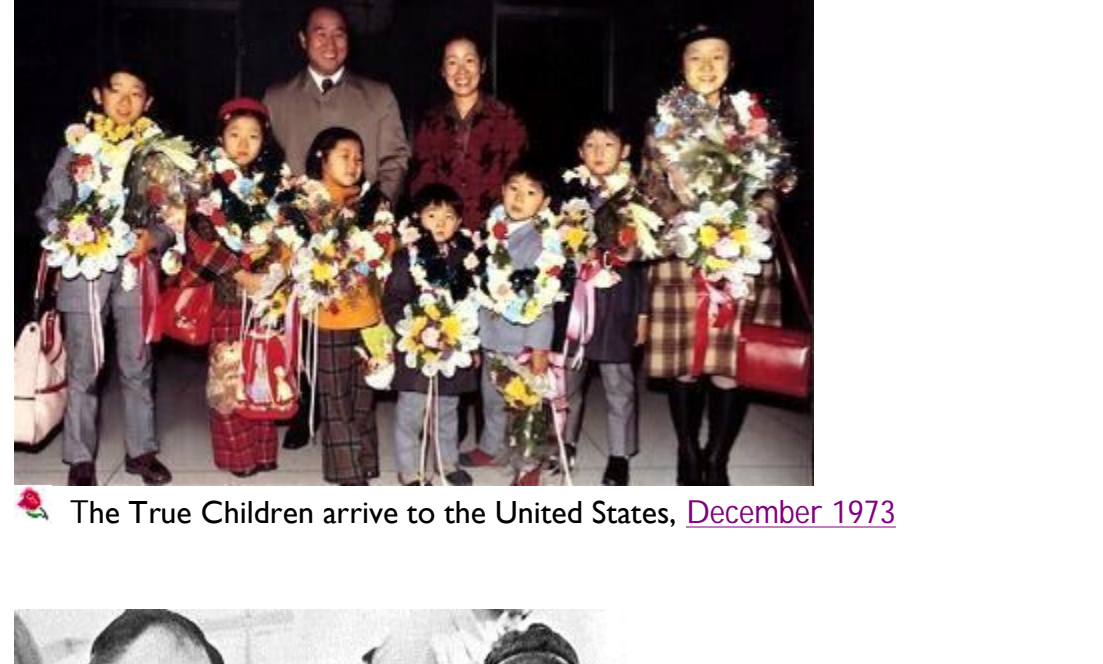 The True Children arrive to the United States, December 1973